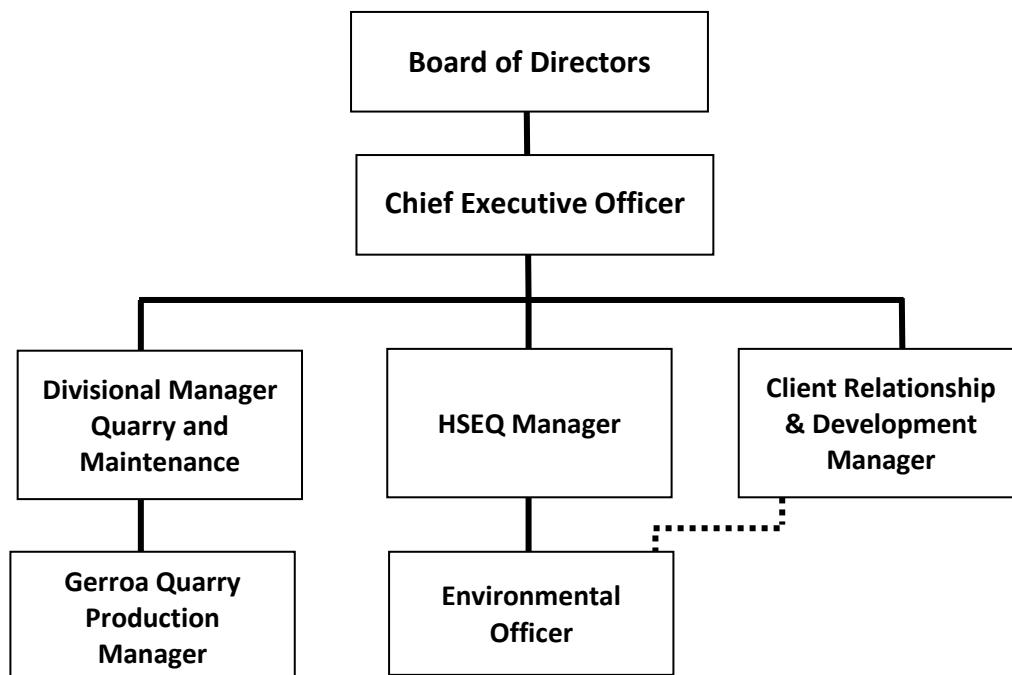 Board of Directors
Chief Executive Officer
Divisional Manager
Quarry and
Maintenance
HSEQ Manager
Client Relationship
& Development
Manager
Gerroa Quarry
Production
Manager
Environmental
Officer